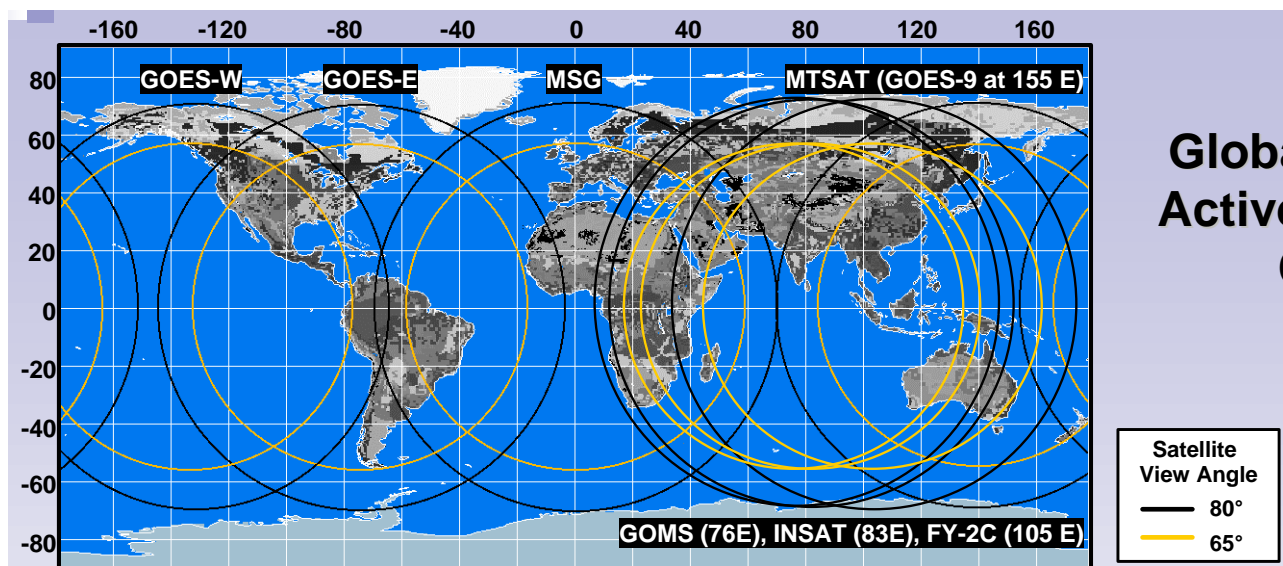 -160 -120 -80 -40 0 40 80 120 160
80 GOES-W GOES-E MSG MTSAT (GOES-9 at 155 E)
60
40
20
0
-20
-40
-60
-80
GOMS (76E), INSAT (83E), FY-2C (105 E)
Globa
Active
Satellite
View Angle
80°
65°